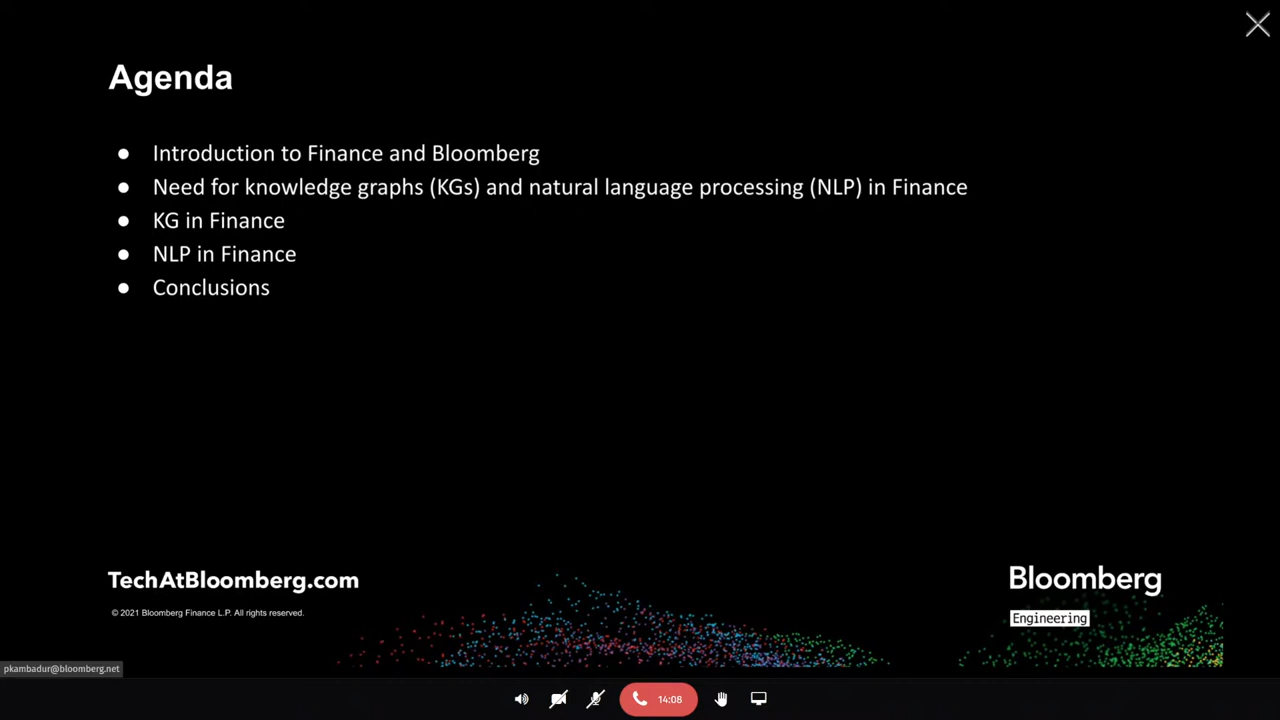 Agenda
● Introduction to Finance and Bloomberg
● Need for knowledge graphs (KGs) and natural language processing (NLP) in Finance
● KG in Finance
● NLP in Finance
● Conclusions
TechAtBloomberg.com
© 2021 Bloomberg Finance L.P. All rights reserved.
Bloomberg
Engineering
pkambadur@bloomberg.net
14:08